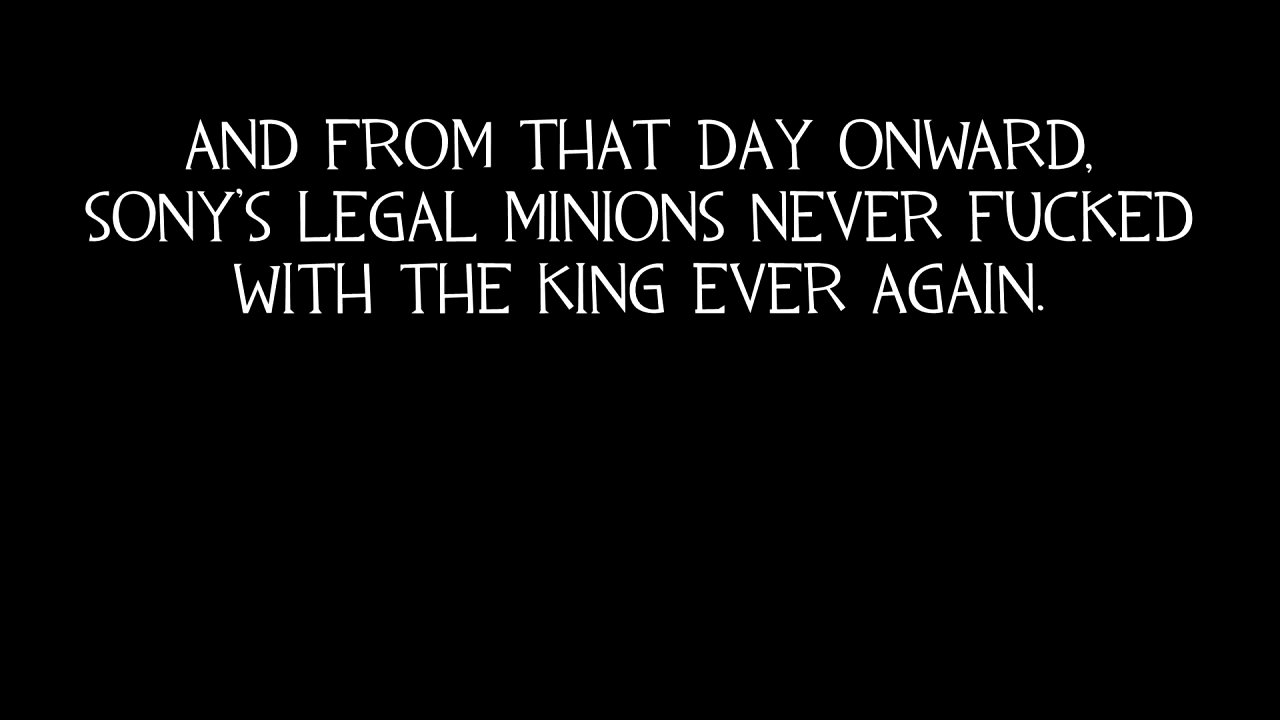 AND FROM THAT DAY ONWARD,
SONY'S LEGAL MINIONS NEVER FUCKED
WITH THE KING EVER AGAIN.